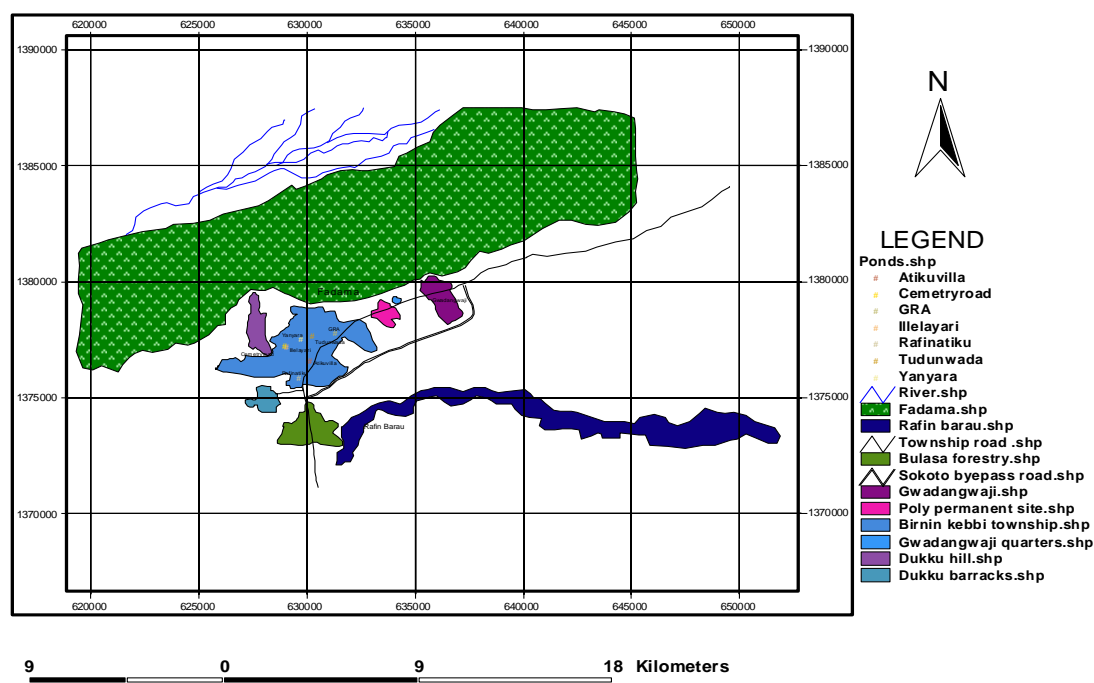 620000 625000 630000 635000 640000 645000 650000
1390000 1390000
1385000 1385000
1380000 1380000
1375000 1375000
1370000 1370000
620000 625000 630000 635000 640000 645000 650000
Fadama
GRA
Yanyara
Rafin Barau
N
LEGEND
Ponds.shp
# Atikuvilla
# Cemetryroad
# GRA
# Illelayari
# Rafinatiku
# Tudunwada
# Yanyara
River.shp
Fadama.shp
Rafin barau.shp
Township road .shp
Bulasa forestry.shp
Sokoto byepass road.shp
Gwadangwaji.shp
Poly permanent site.shp
Birnin kebbi township.shp
Gwadangwaji quarters.shp
Dukku hill.shp
Dukku barracks.shp
9 0 9 18 Kilometers